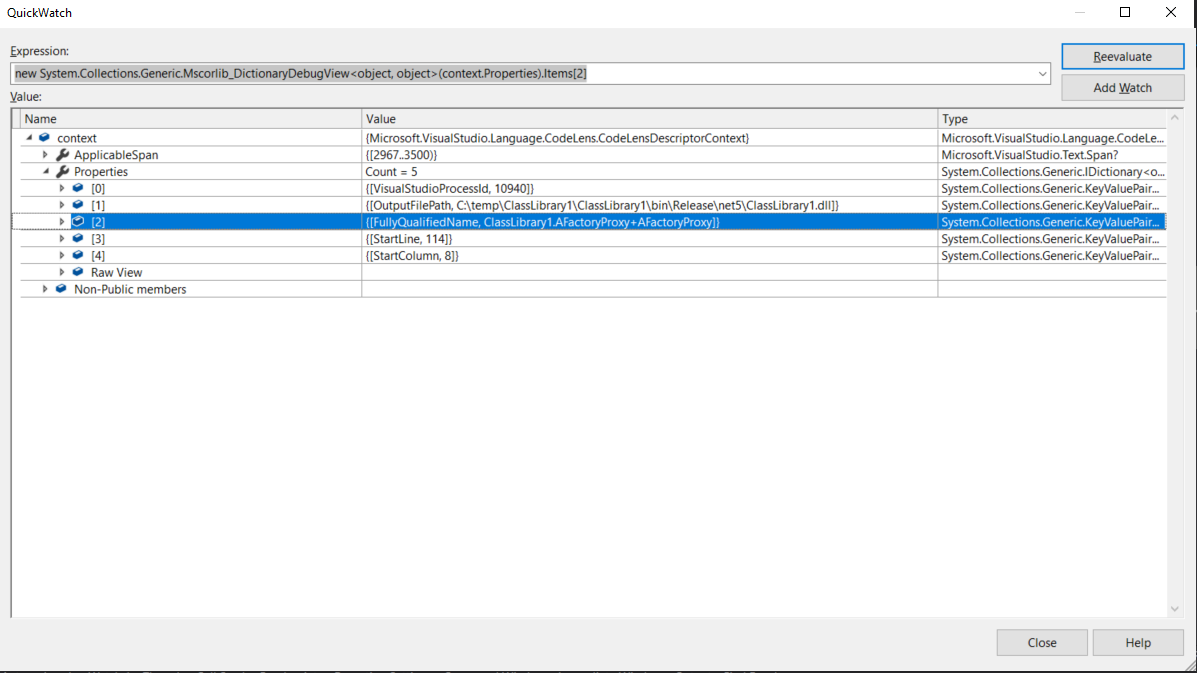 QuickWatch
Expression:
new System.Collections.Generic.Mscorlib_DictionaryDebugView<object, object>(context.Properties).Items[2]
Reevaluate
Add Watch
Value:
Name Value Type
context {Microsoft.VisualStudio.Language.CodeLens.CodeLensDescriptorContext} Microsoft.VisualStudio.Language.CodeLe...
ApplicableSpan {[2967..3500)} Microsoft.VisualStudio.Text.Span?
Properties Count = 5 System.Collections.Generic.IDictionary<o...
[0] {[VisualStudioProcessId, 10940]} System.Collections.Generic.KeyValuePair...
[1] {[OutputFilePath, C:\temp\ClassLibrary1\ClassLibrary1\bin\Release\net5\ClassLibrary1.dll]} System.Collections.Generic.KeyValuePair...
[2] {[FullyQualifiedName, ClassLibrary1.AFactoryProxy+AFactoryProxy]} System.Collections.Generic.KeyValuePair...
[3] {[StartLine, 114]} System.Collections.Generic.KeyValuePair...
[4] {[StartColumn, 8]} System.Collections.Generic.KeyValuePair...
Raw View
Non-Public members
Close Help